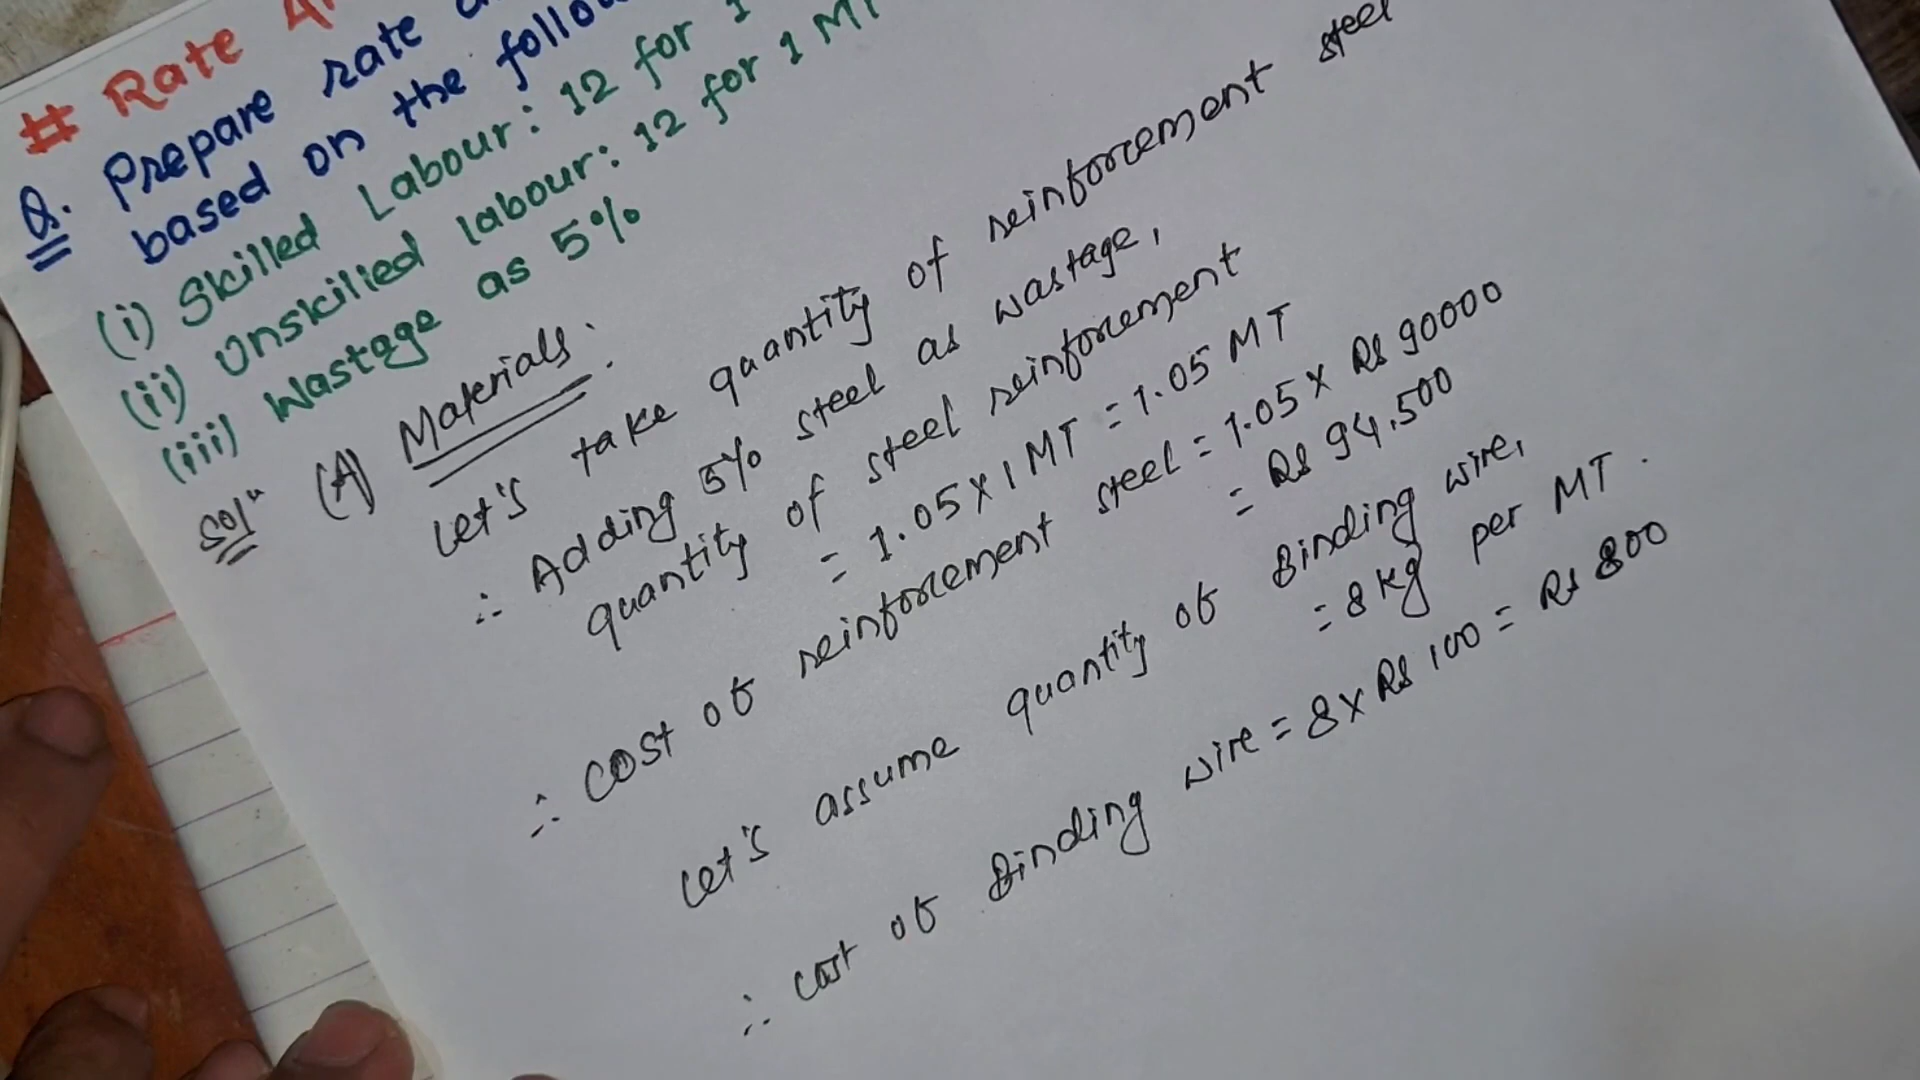 # Rate
Q. Prepare rate
based on the
(i) Skilled Labour: 12 for 1
(ii) Unskilled labour: 12 for 1 MT
(iii) Wastage as 5%
Solⁿ (A) Materials:
Let's take quantity of reinforcement steel
∴ Adding 5% steel as wastage,
quantity of steel reinforcement
= 1.05 × 1 MT = 1.05 MT
∴ cost of reinforcement steel = 1.05 × Rs 90000
= Rs 94,500
Let's assume quantity of Binding wire,
= 8 kg per MT.
∴ cost of Binding wire = 8 × Rs 100 = Rs 800